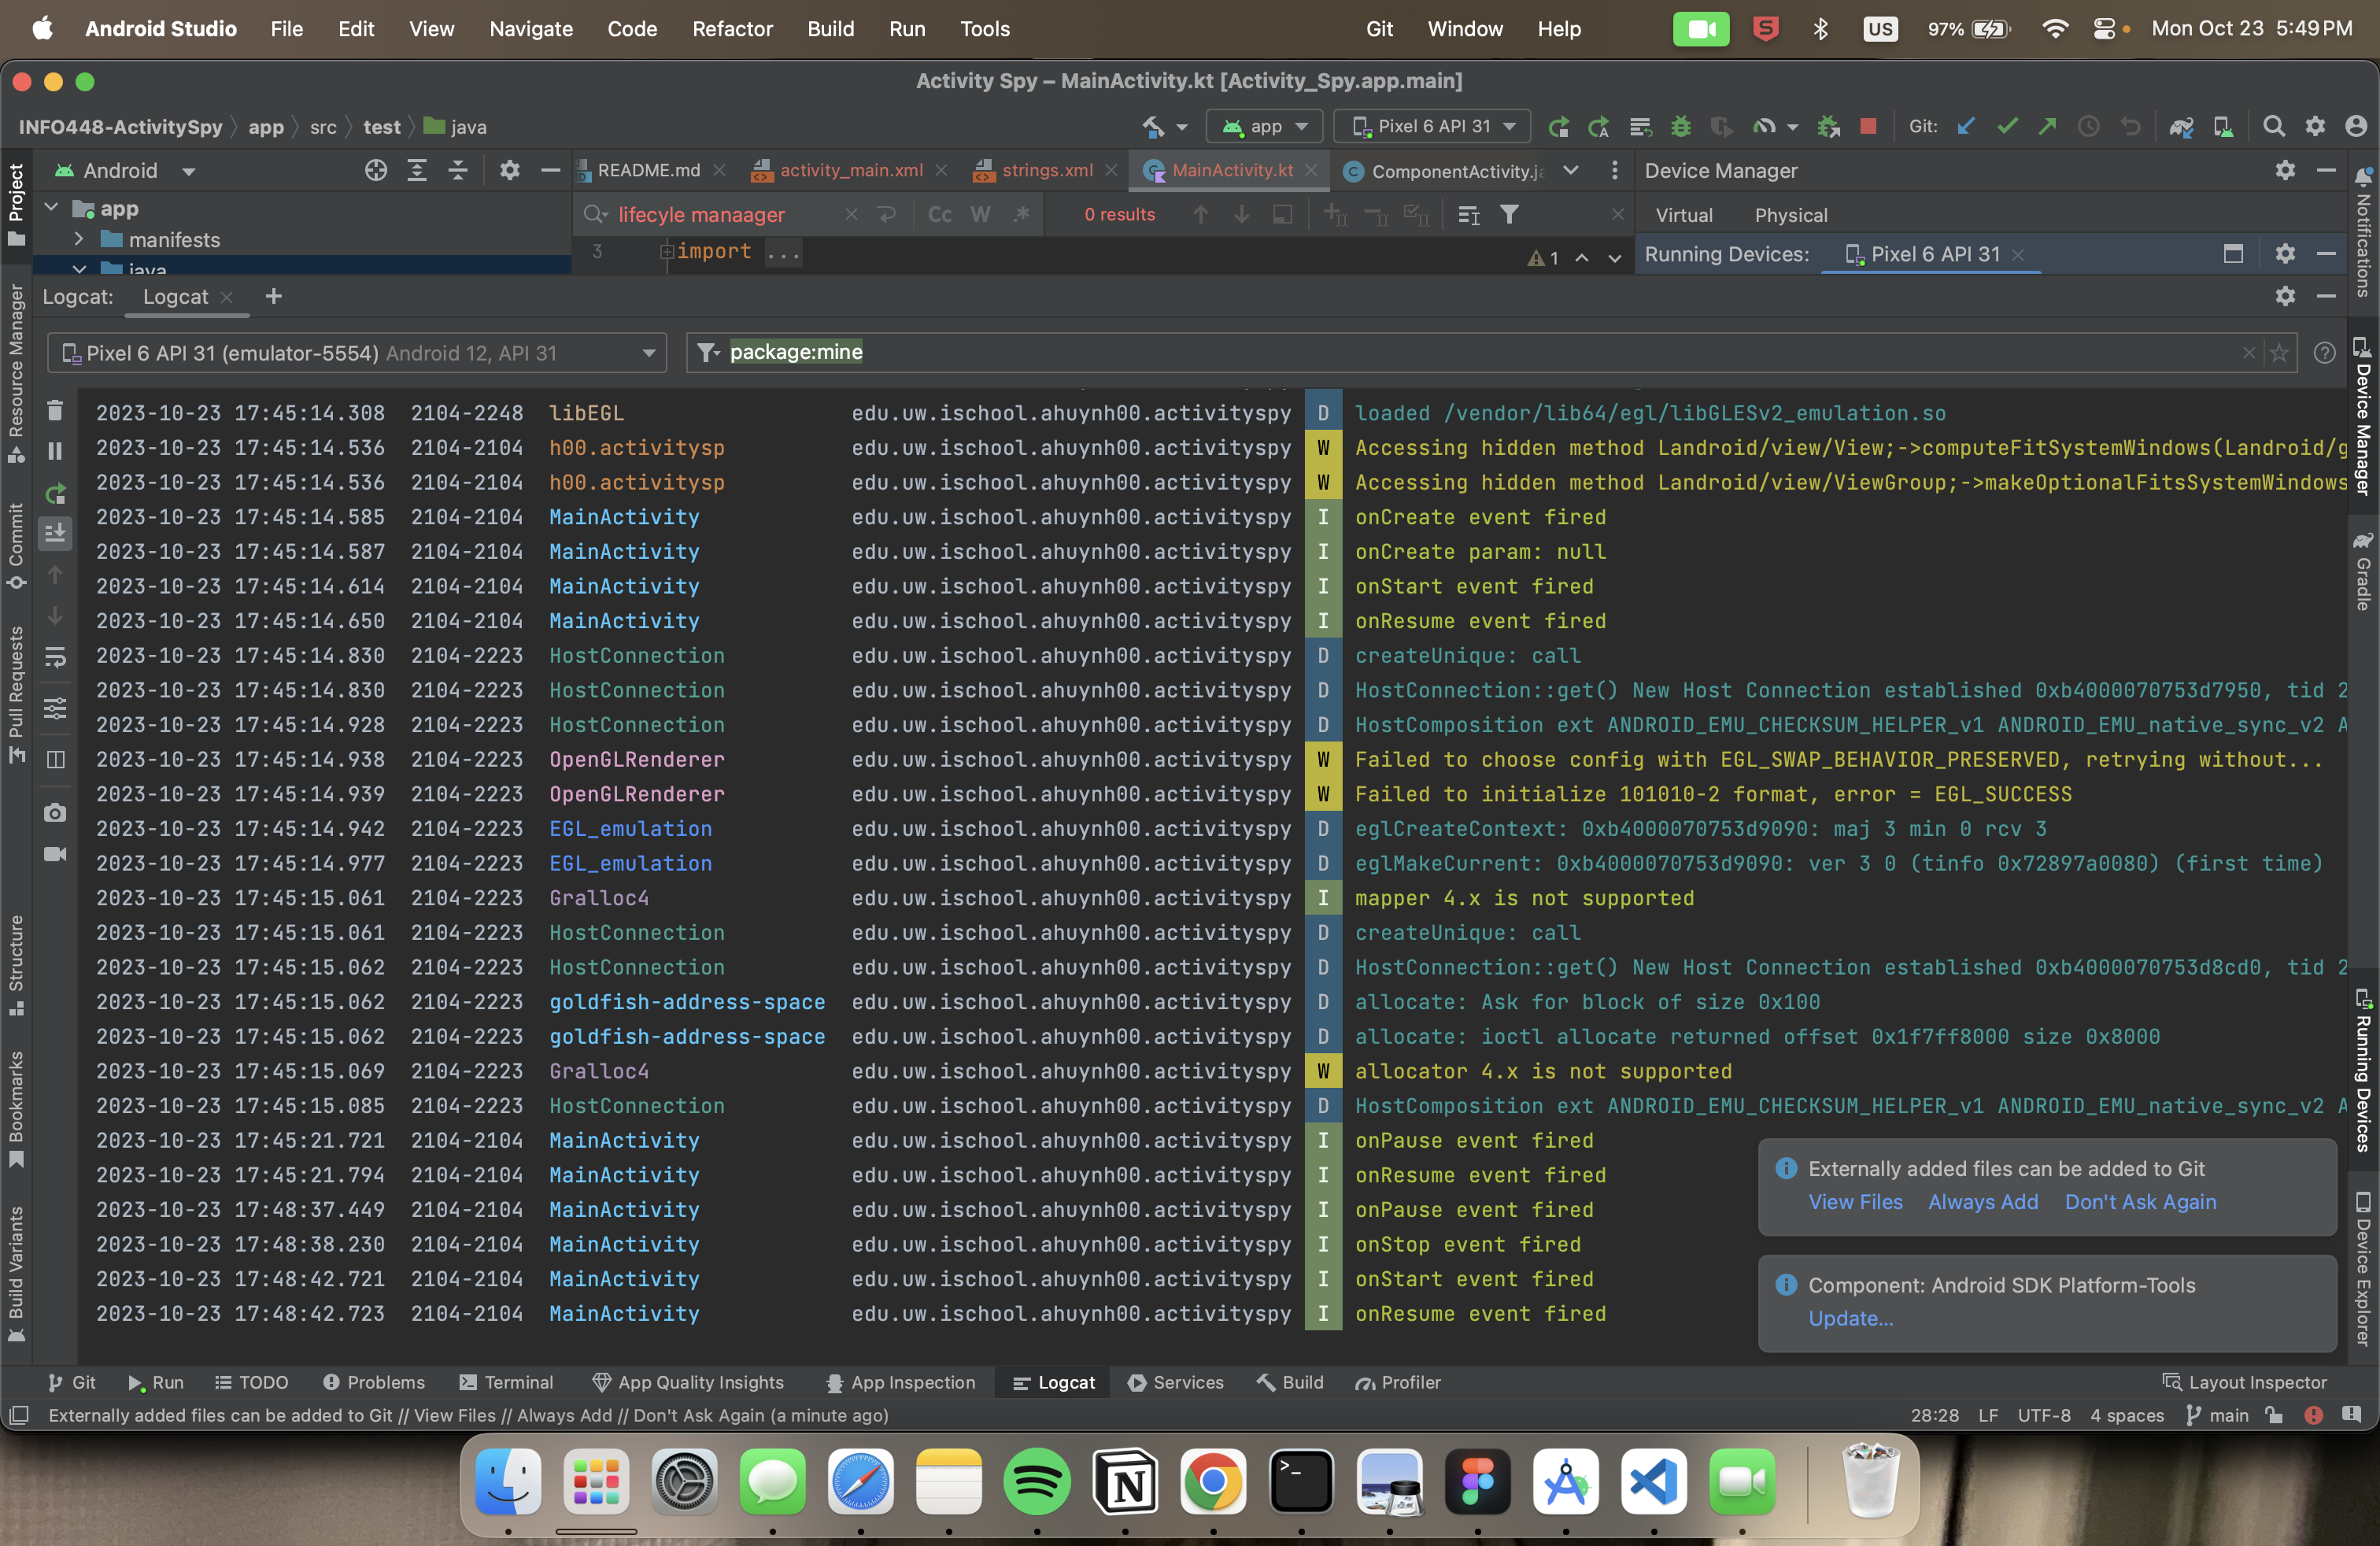 Android Studio File Edit View Navigate Code Refactor Build Run Tools Git Window Help S US 97% Mon Oct 23 5:49 PM
Activity Spy – MainActivity.kt [Activity_Spy.app.main]
INFO448-ActivitySpy app src test java app Pixel 6 API 31 Git:
Android README.md activity_main.xml strings.xml MainActivity.kt ComponentActivity.ja Device Manager
app lifecyle manaager Cc W .* 0 results Virtual Physical
manifests 3 import ... 1 Running Devices: Pixel 6 API 31
java
Logcat: Logcat +
Pixel 6 API 31 (emulator-5554) Android 12, API 31 package:mine
2023-10-23 17:45:14.308 2104-2248 libEGL edu.uw.ischool.ahuynh00.activityspy D loaded /vendor/lib64/egl/libGLESv2_emulation.so
2023-10-23 17:45:14.536 2104-2104 h00.activitysp edu.uw.ischool.ahuynh00.activityspy W Accessing hidden method Landroid/view/View;->computeFitSystemWindows(Landroid/g
2023-10-23 17:45:14.536 2104-2104 h00.activitysp edu.uw.ischool.ahuynh00.activityspy W Accessing hidden method Landroid/view/ViewGroup;->makeOptionalFitsSystemWindows
2023-10-23 17:45:14.585 2104-2104 MainActivity edu.uw.ischool.ahuynh00.activityspy I onCreate event fired
2023-10-23 17:45:14.587 2104-2104 MainActivity edu.uw.ischool.ahuynh00.activityspy I onCreate param: null
2023-10-23 17:45:14.614 2104-2104 MainActivity edu.uw.ischool.ahuynh00.activityspy I onStart event fired
2023-10-23 17:45:14.650 2104-2104 MainActivity edu.uw.ischool.ahuynh00.activityspy I onResume event fired
2023-10-23 17:45:14.830 2104-2223 HostConnection edu.uw.ischool.ahuynh00.activityspy D createUnique: call
2023-10-23 17:45:14.830 2104-2223 HostConnection edu.uw.ischool.ahuynh00.activityspy D HostConnection::get() New Host Connection established 0xb4000070753d7950, tid 2
2023-10-23 17:45:14.928 2104-2223 HostConnection edu.uw.ischool.ahuynh00.activityspy D HostComposition ext ANDROID_EMU_CHECKSUM_HELPER_v1 ANDROID_EMU_native_sync_v2 A
2023-10-23 17:45:14.938 2104-2223 OpenGLRenderer edu.uw.ischool.ahuynh00.activityspy W Failed to choose config with EGL_SWAP_BEHAVIOR_PRESERVED, retrying without...
2023-10-23 17:45:14.939 2104-2223 OpenGLRenderer edu.uw.ischool.ahuynh00.activityspy W Failed to initialize 101010-2 format, error = EGL_SUCCESS
2023-10-23 17:45:14.942 2104-2223 EGL_emulation edu.uw.ischool.ahuynh00.activityspy D eglCreateContext: 0xb4000070753d9090: maj 3 min 0 rcv 3
2023-10-23 17:45:14.977 2104-2223 EGL_emulation edu.uw.ischool.ahuynh00.activityspy D eglMakeCurrent: 0xb4000070753d9090: ver 3 0 (tinfo 0x72897a0080) (first time)
2023-10-23 17:45:15.061 2104-2223 Gralloc4 edu.uw.ischool.ahuynh00.activityspy I mapper 4.x is not supported
2023-10-23 17:45:15.061 2104-2223 HostConnection edu.uw.ischool.ahuynh00.activityspy D createUnique: call
2023-10-23 17:45:15.062 2104-2223 HostConnection edu.uw.ischool.ahuynh00.activityspy D HostConnection::get() New Host Connection established 0xb4000070753d8cd0, tid 2
2023-10-23 17:45:15.062 2104-2223 goldfish-address-space edu.uw.ischool.ahuynh00.activityspy D allocate: Ask for block of size 0x100
2023-10-23 17:45:15.062 2104-2223 goldfish-address-space edu.uw.ischool.ahuynh00.activityspy D allocate: ioctl allocate returned offset 0x1f7ff8000 size 0x8000
2023-10-23 17:45:15.069 2104-2223 Gralloc4 edu.uw.ischool.ahuynh00.activityspy W allocator 4.x is not supported
2023-10-23 17:45:15.085 2104-2223 HostConnection edu.uw.ischool.ahuynh00.activityspy D HostComposition ext ANDROID_EMU_CHECKSUM_HELPER_v1 ANDROID_EMU_native_sync_v2 A
2023-10-23 17:45:21.721 2104-2104 MainActivity edu.uw.ischool.ahuynh00.activityspy I onPause event fired
2023-10-23 17:45:21.794 2104-2104 MainActivity edu.uw.ischool.ahuynh00.activityspy I onResume event fired
2023-10-23 17:48:37.449 2104-2104 MainActivity edu.uw.ischool.ahuynh00.activityspy I onPause event fired
2023-10-23 17:48:38.230 2104-2104 MainActivity edu.uw.ischool.ahuynh00.activityspy I onStop event fired
2023-10-23 17:48:42.721 2104-2104 MainActivity edu.uw.ischool.ahuynh00.activityspy I onStart event fired
2023-10-23 17:48:42.723 2104-2104 MainActivity edu.uw.ischool.ahuynh00.activityspy I onResume event fired
Externally added files can be added to Git
View Files Always Add Don't Ask Again
Component: Android SDK Platform-Tools
Update...
Project
Resource Manager
Commit
Pull Requests
Structure
Bookmarks
Build Variants
Notifications
Device Manager
Gradle
Running Devices
Device Explorer
Git Run TODO Problems Terminal App Quality Insights App Inspection Logcat Services Build Profiler Layout Inspector
Externally added files can be added to Git // View Files // Always Add // Don't Ask Again (a minute ago) 28:28 LF UTF-8 4 spaces main